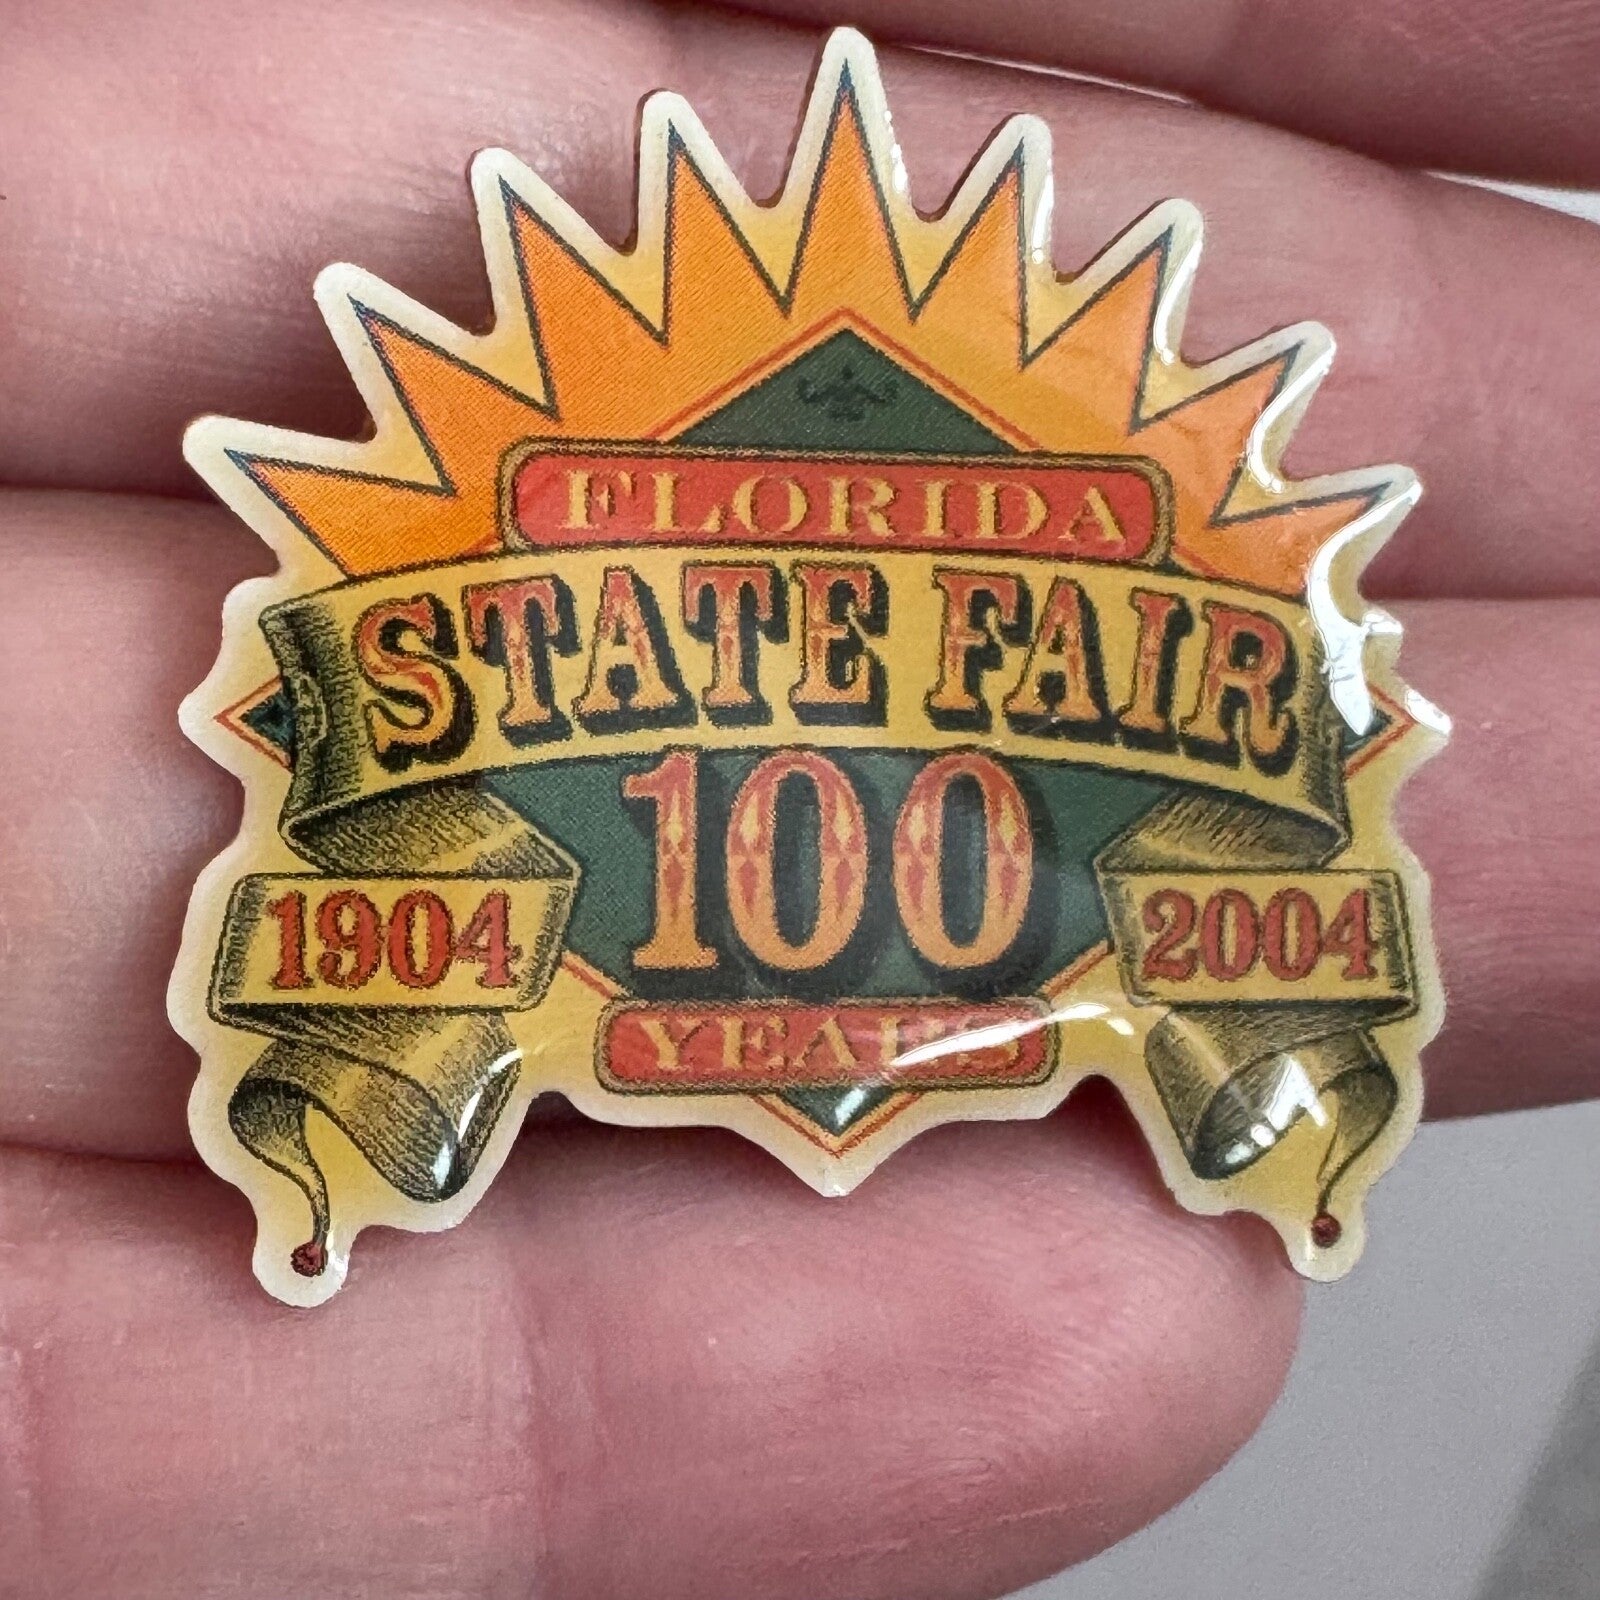 FLORIDA
STATE FAIR
100
1904
2004
YEARS